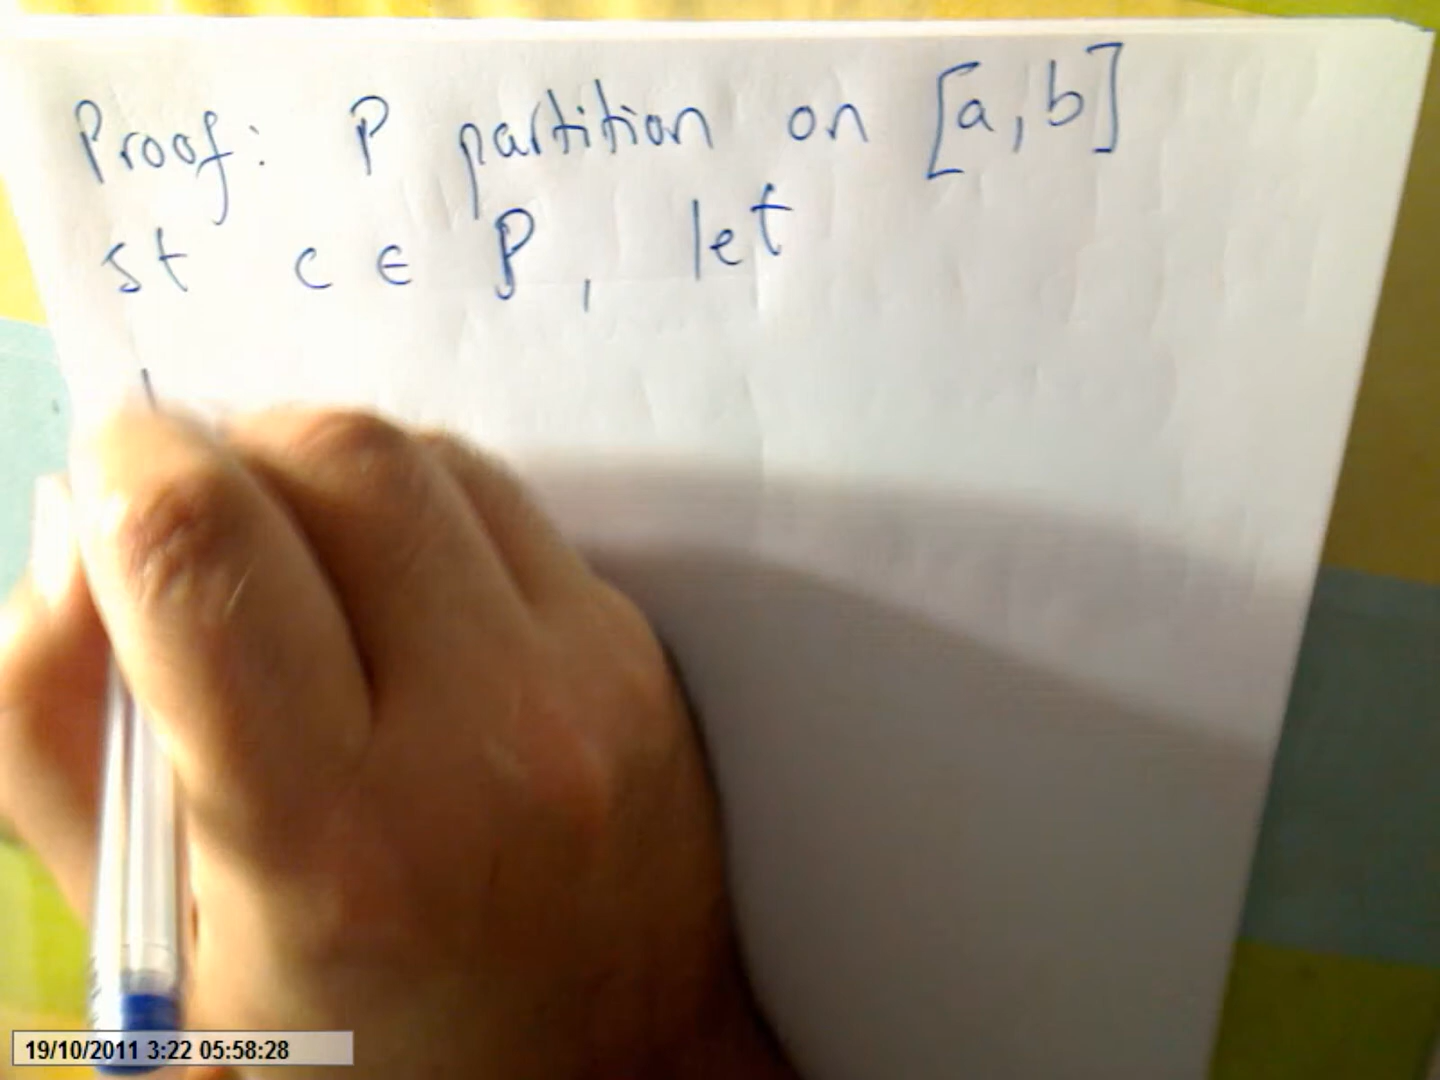 Proof: P partition on [a,b]
st c ∈ P, let
19/10/2011 3:22 05:58:28